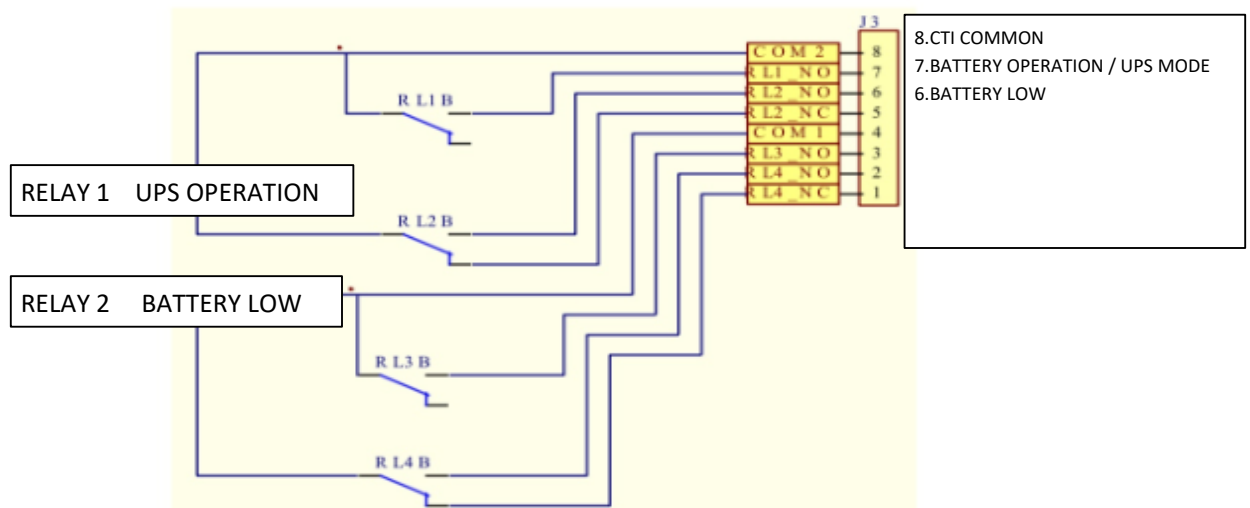 J3
COM 2 8
RL1_NO 7
RL2_NO 6
RL2_NC 5
COM 1 4
RL3_NO 3
RL4_NO 2
RL4_NC 1
8.CTI COMMON
7.BATTERY OPERATION / UPS MODE
6.BATTERY LOW
RL1B
RELAY 1 UPS OPERATION
RL2B
RELAY 2 BATTERY LOW
RL3B
RL4B